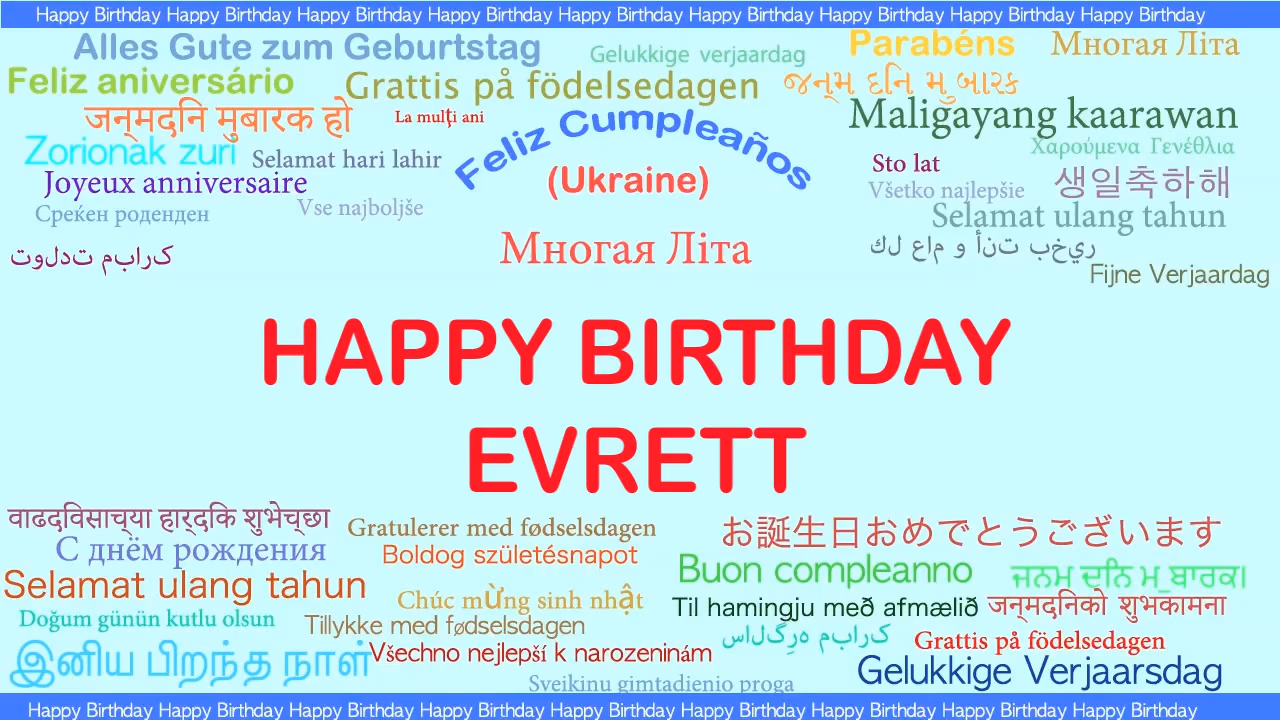 Happy Birthday Happy Birthday Happy Birthday Happy Birthday Happy Birthday Happy Birthday Happy Birthday Happy Birthday Happy Birthday
Alles Gute zum Geburtstag
Gelukkige verjaardag
Parabéns
Многая Літа
Feliz aniversário
Grattis på födelsedagen
જન્મ દિન મુબારક
जन्मदिन मुबारक हो
La mulţi ani
Feliz Cumpleaños
Maligayang kaarawan
Zorionak zuri
Selamat hari lahir
Sto lat
Χαρούμενα Γενέθλια
Joyeux anniversaire
(Ukraine)
Všetko najlepšie
생일축하해
Среќен роденден
Vse najboljše
Selamat ulang tahun
تولدت مبارک
Многая Літа
كل عام و أنت بخير
Fijne Verjaardag
HAPPY BIRTHDAY
EVRETT
वाढदिवसाच्या हार्दिक शुभेच्छा
Gratulerer med fødselsdagen
お誕生日おめでとうございます
С днём рождения
Boldog születésnapot
Buon compleanno
ਜਨਮ ਦਿਨ ਮੁਬਾਰਕ।
Selamat ulang tahun
Chúc mừng sinh nhật
Til hamingju með afmælið
जन्मदिनको शुभकामना
Doğum günün kutlu olsun
Tillykke med fødselsdagen
سالگرہ مبارک
Grattis på födelsedagen
இனிய பிறந்த நாள்
Všechno nejlepší k narozeninám
Gelukkige Verjaarsdag
Sveikinu gimtadienio proga
Happy Birthday Happy Birthday Happy Birthday Happy Birthday Happy Birthday Happy Birthday Happy Birthday Happy Birthday Happy Birthday